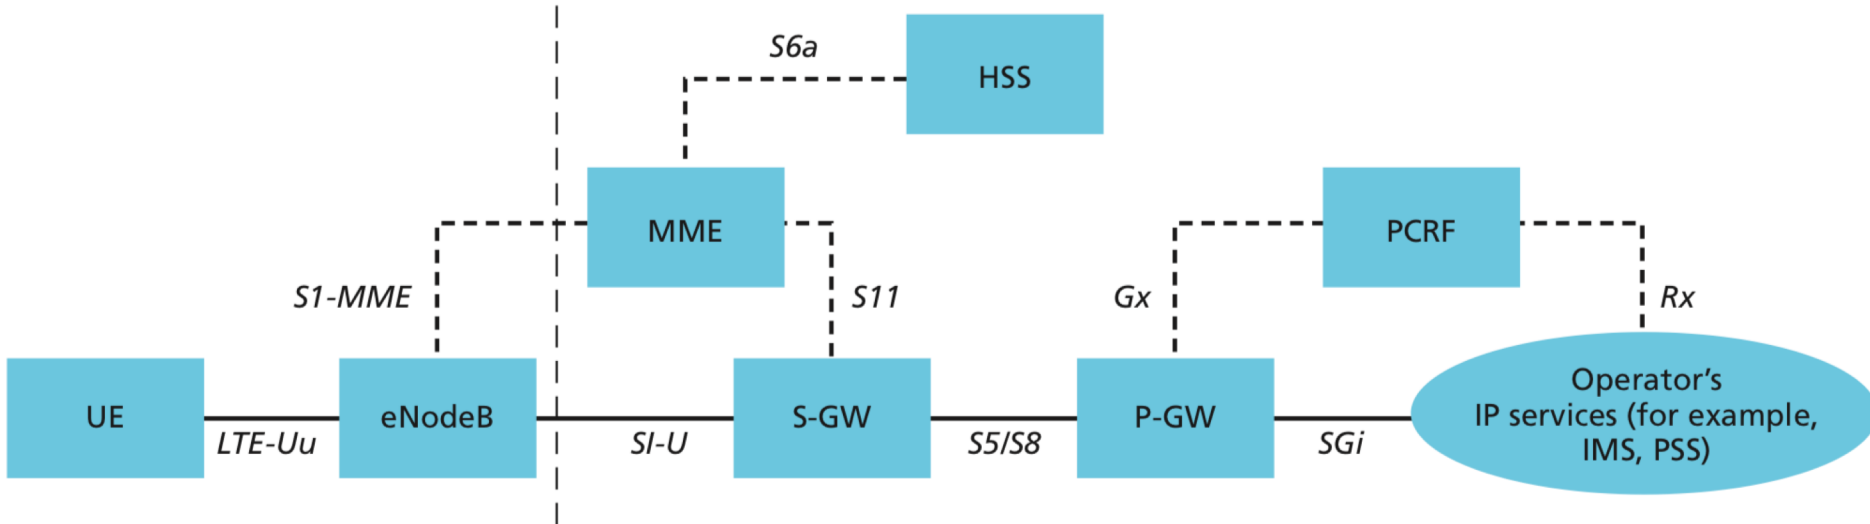 S6a
HSS
MME
PCRF
S1-MME
S11
Gx
Rx
UE
LTE-Uu
eNodeB
SI-U
S-GW
S5/S8
P-GW
SGi
Operator’s
IP services (for example,
IMS, PSS)